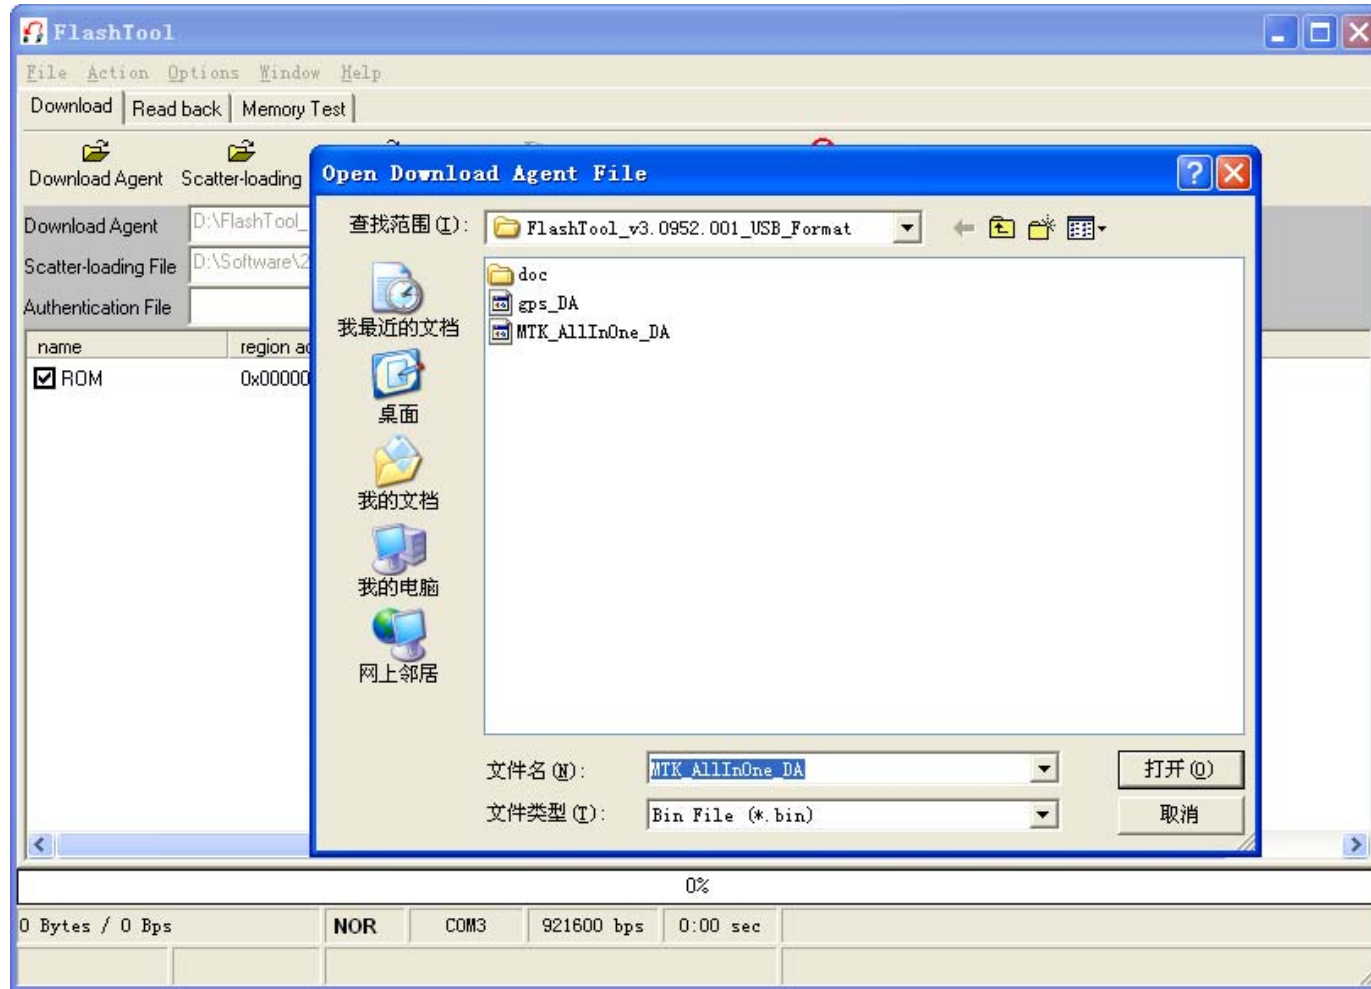 FlashTool
File Action Options Window Help
Download Read back Memory Test
Download Agent Scatter-loading
Open Download Agent File
Download Agent D:\FlashTool_
查找范围(I): FlashTool_v3.0952.001_USB_Format
Scatter-loading File D:\Software\2
Authentication File
doc
gps_DA
MTK_AllInOne_DA
我最近的文档
name region ad
ROM 0x00000
桌面
我的文档
我的电脑
网上邻居
文件名(N): MTK_AllInOne_DA 打开(O)
文件类型(T): Bin File (*.bin) 取消
0%
0 Bytes / 0 Bps NOR COM3 921600 bps 0:00 sec